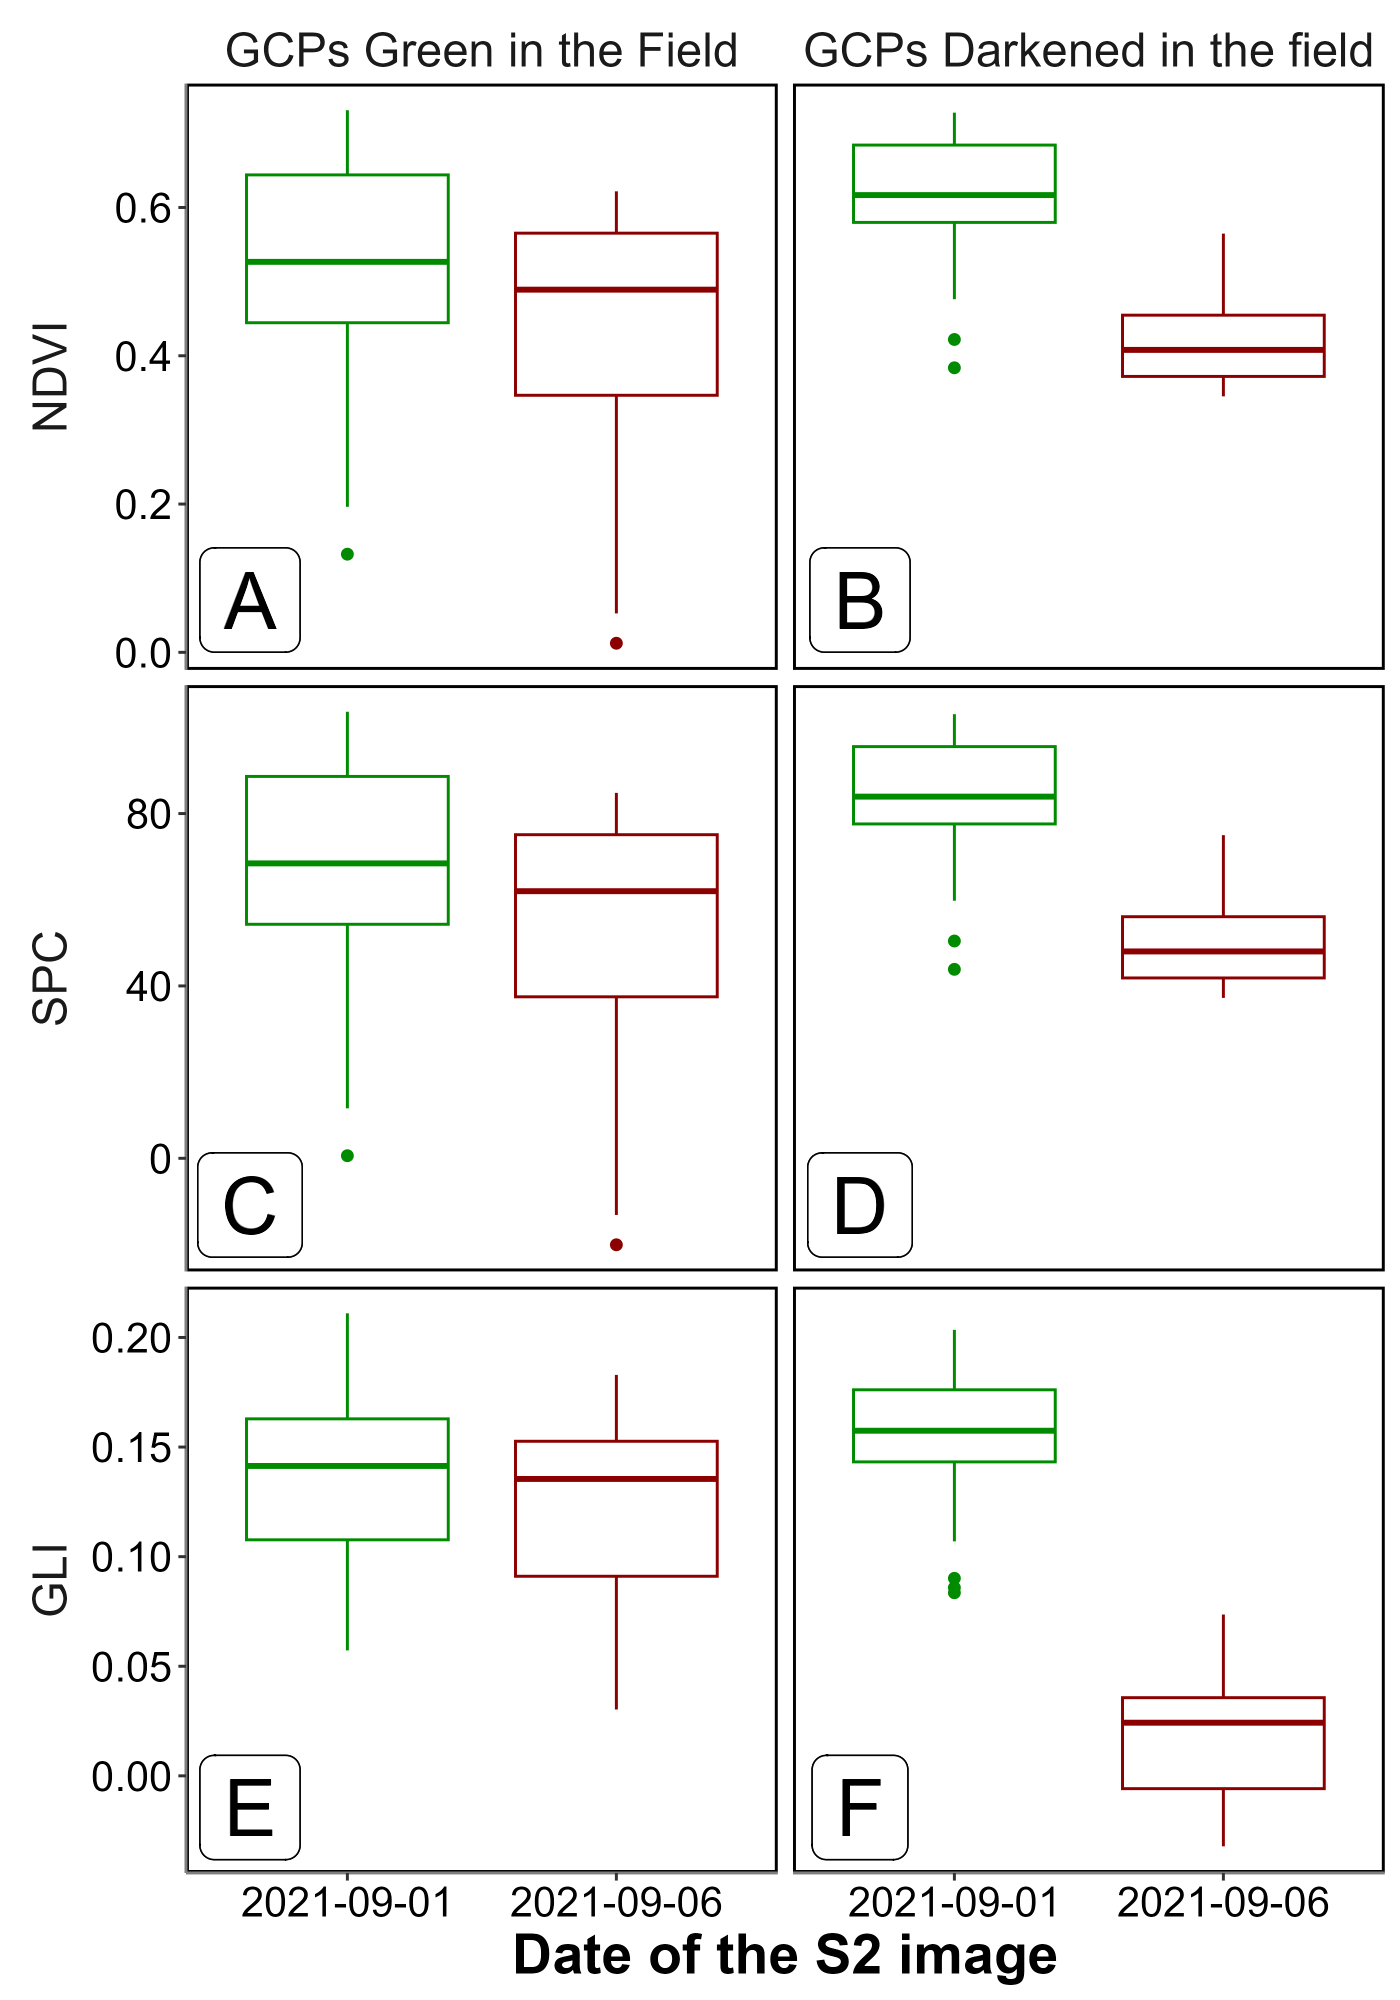 GCPs Green in the Field
GCPs Darkened in the field
NDVI
0.6
0.4
0.2
0.0
A
B
SPC
80
40
0
C
D
GLI
0.20
0.15
0.10
0.05
0.00
E
F
2021-09-01
2021-09-06
2021-09-01
2021-09-06
Date of the S2 image